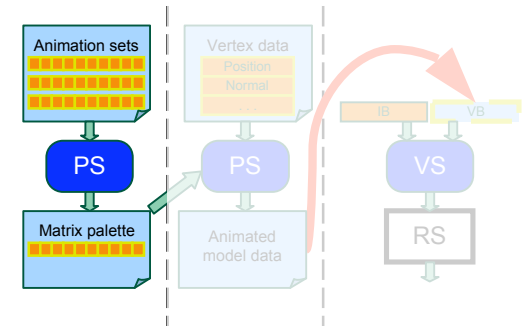 Animation sets
PS
Matrix palette
Vertex data
Position
Normal
. . .
PS
Animated
model data
IB
VB
VS
RS